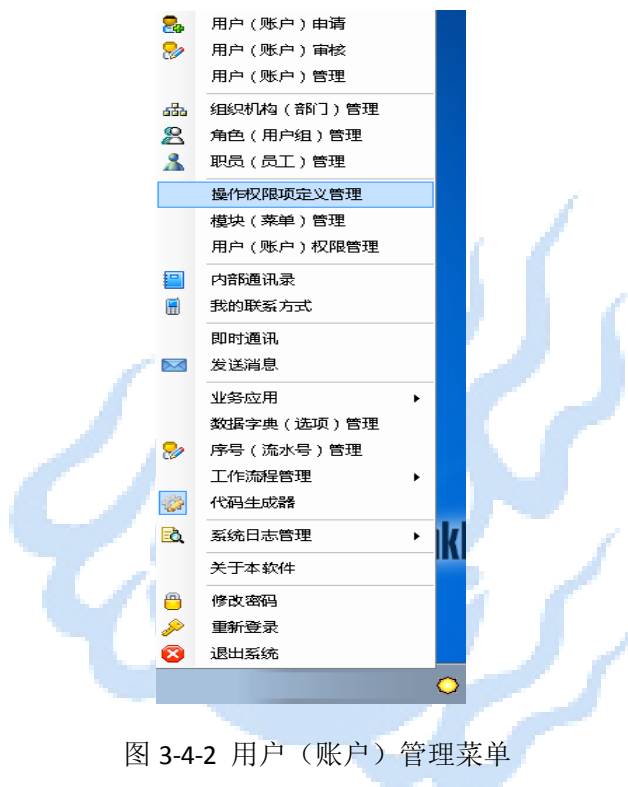 用户（账户）申请
用户（账户）审核
用户（账户）管理
组织机构（部门）管理
角色（用户组）管理
职员（员工）管理
操作权限项定义管理
模块（菜单）管理
用户（账户）权限管理
内部通讯录
我的联系方式
即时通讯
发送消息
业务应用
数据字典（选项）管理
序号（流水号）管理
工作流程管理
代码生成器
系统日志管理
关于本软件
修改密码
重新登录
退出系统
图 3-4-2 用户（账户）管理菜单